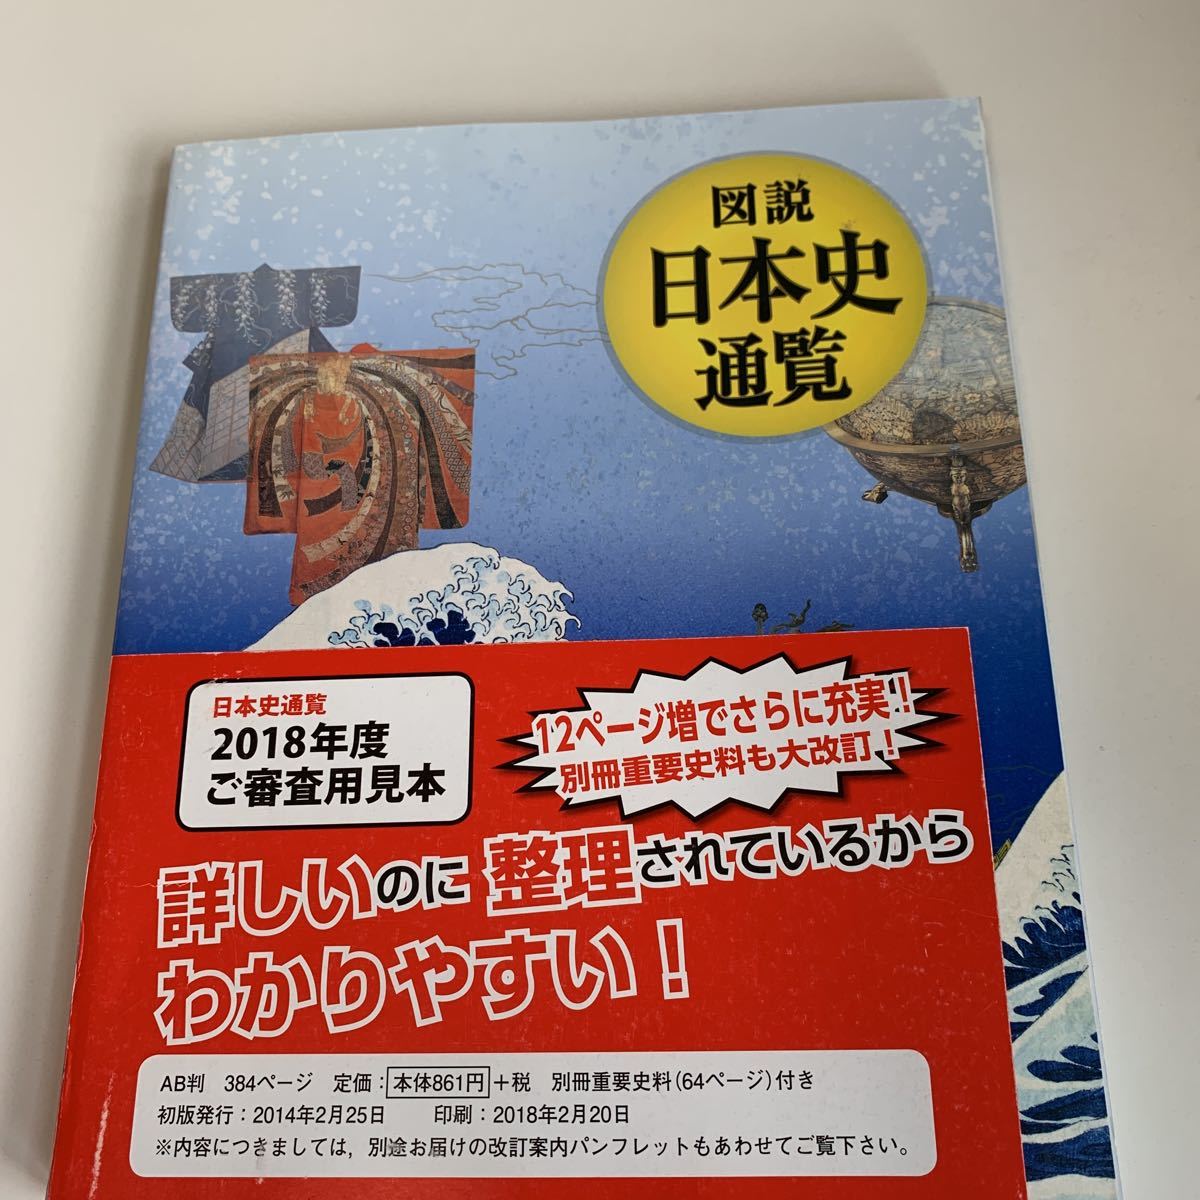 図説
日本史
通覧
日本史通覧
2018年度
ご審査用見本
12ページ増でさらに充実！
別冊重要史料も大改訂！
詳しいのに整理されているから
わかりやすい！
AB判　384ページ　定価：本体861円＋税　別冊重要史料（64ページ）付き
初版発行：2014年2月25日　　印刷：2018年2月20日
※内容につきましては，別途お届けの改訂案内パンフレットもあわせてご覧下さい。